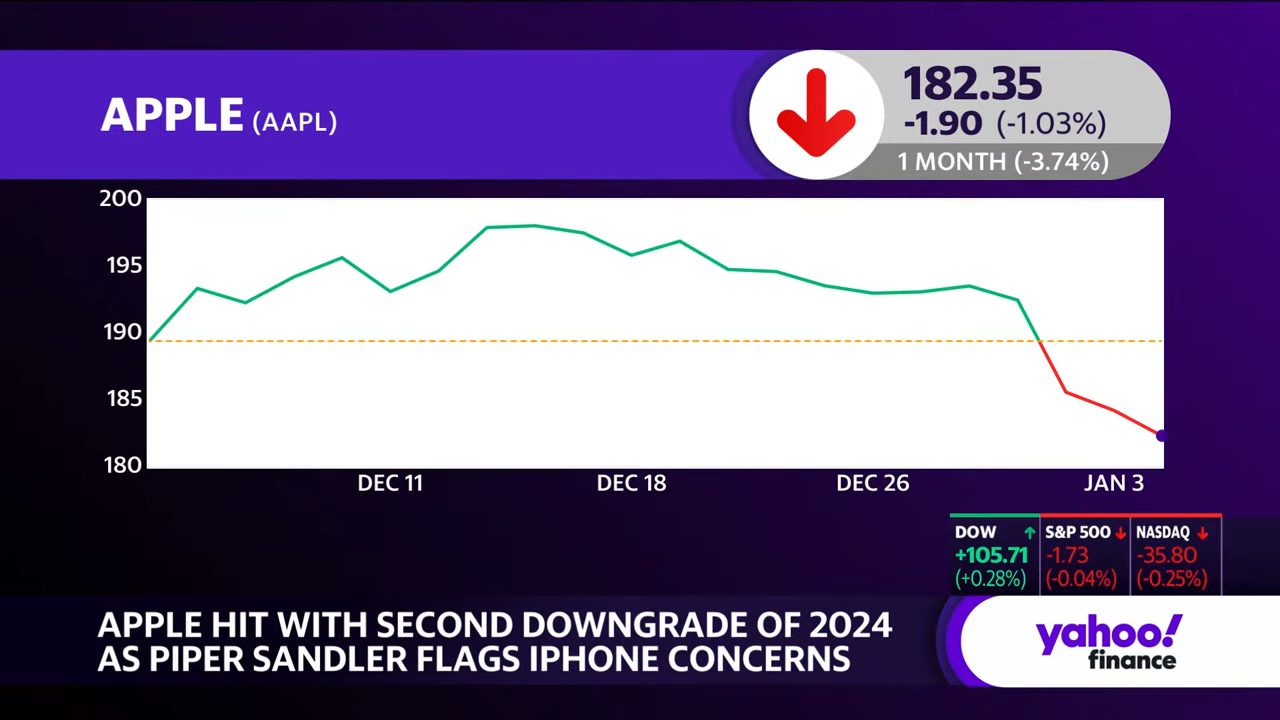 APPLE (AAPL)
182.35
-1.90 (-1.03%)
1 MONTH (-3.74%)
200
195
190
185
180
DEC 11
DEC 18
DEC 26
JAN 3
DOW
+105.71
(+0.28%)
S&P 500
-1.73
(-0.04%)
NASDAQ
-35.80
(-0.25%)
APPLE HIT WITH SECOND DOWNGRADE OF 2024
AS PIPER SANDLER FLAGS IPHONE CONCERNS
yahoo!
finance